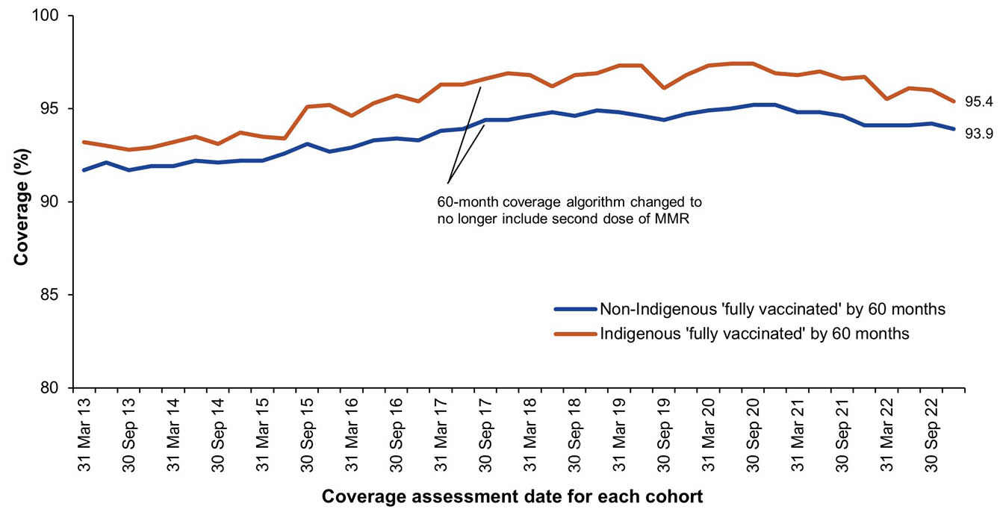 100
95
90
85
80
Coverage (%)
95.4
93.9
60-month coverage algorithm changed to
no longer include second dose of MMR
Non-Indigenous 'fully vaccinated' by 60 months
Indigenous 'fully vaccinated' by 60 months
31 Mar 13
30 Sep 13
31 Mar 14
30 Sep 14
31 Mar 15
30 Sep 15
31 Mar 16
30 Sep 16
31 Mar 17
30 Sep 17
31 Mar 18
30 Sep 18
31 Mar 19
30 Sep 19
31 Mar 20
30 Sep 20
31 Mar 21
30 Sep 21
31 Mar 22
30 Sep 22
Coverage assessment date for each cohort